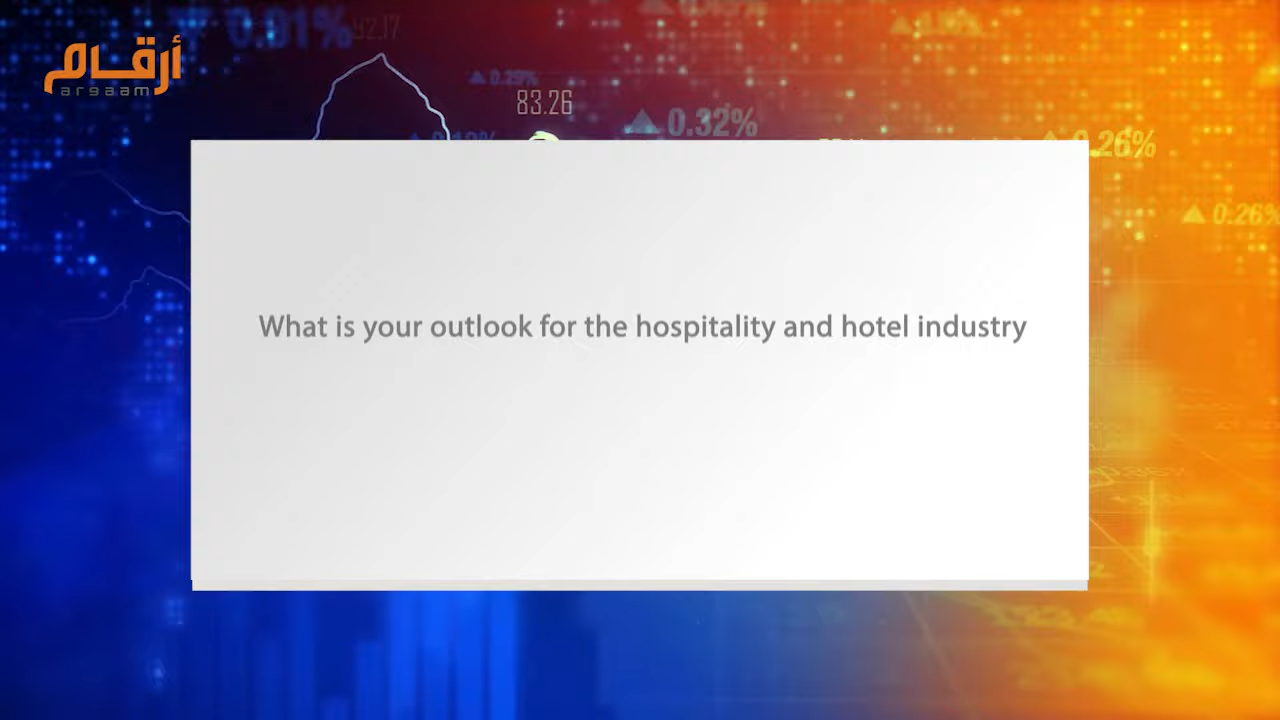 أرقام
argaam
0.01%
92.17
0.29%
83.26
0.32%
0.26%
0.26%
What is your outlook for the hospitality and hotel industry